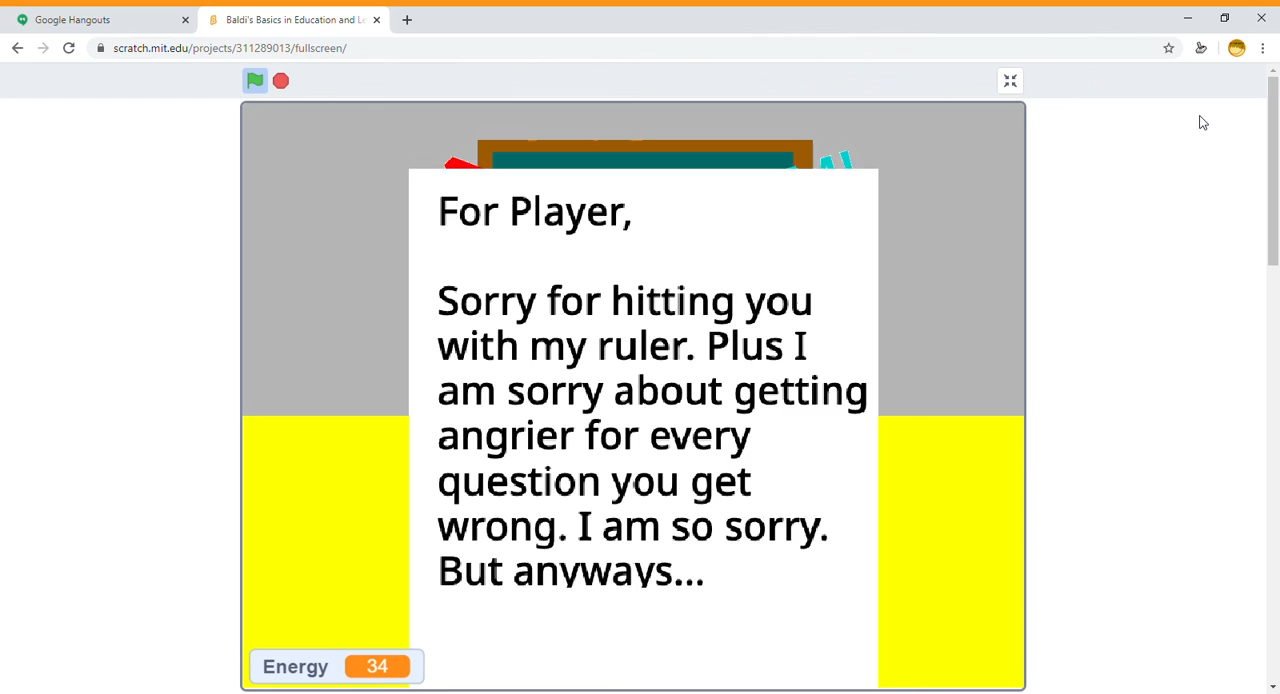 Google Hangouts
Baldi's Basics in Education and Le
scratch.mit.edu/projects/311289013/fullscreen/
For Player,
Sorry for hitting you
with my ruler. Plus I
am sorry about getting
angrier for every
question you get
wrong. I am so sorry.
But anyways...
Energy 34